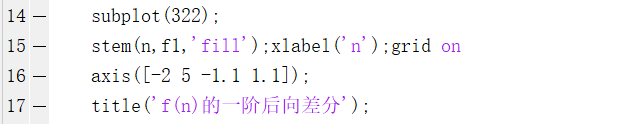 14 — subplot(322);
15 — stem(n,f1,'fill');xlabel('n');grid on
16 — axis([-2 5 -1.1 1.1]);
17 — title('f(n)的一阶后向差分');